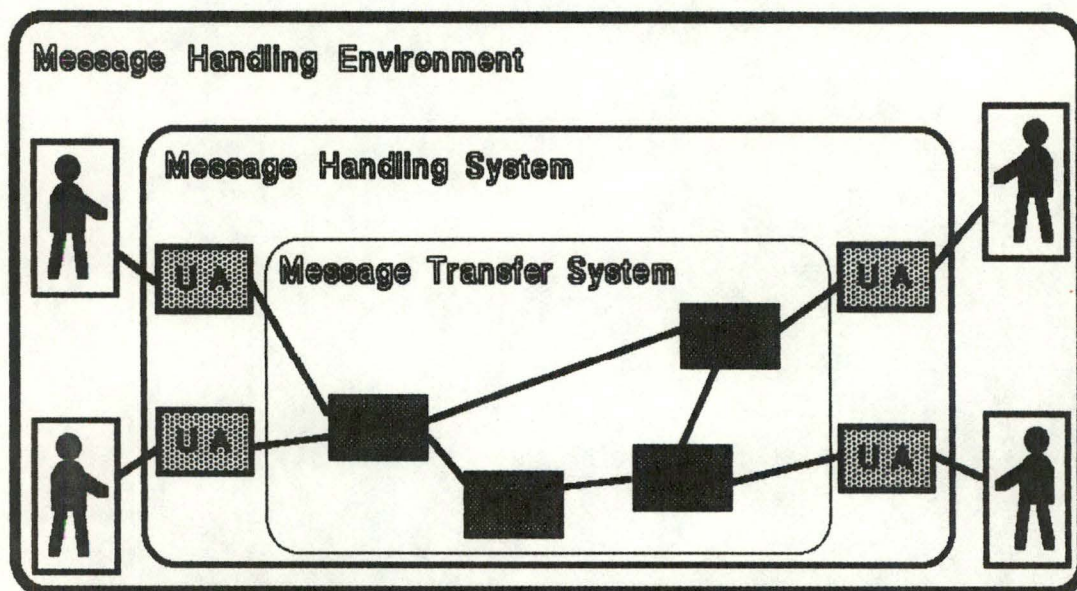 Message Handling Environment
Message Handling System
UA
UA
Message Transfer System
UA
UA